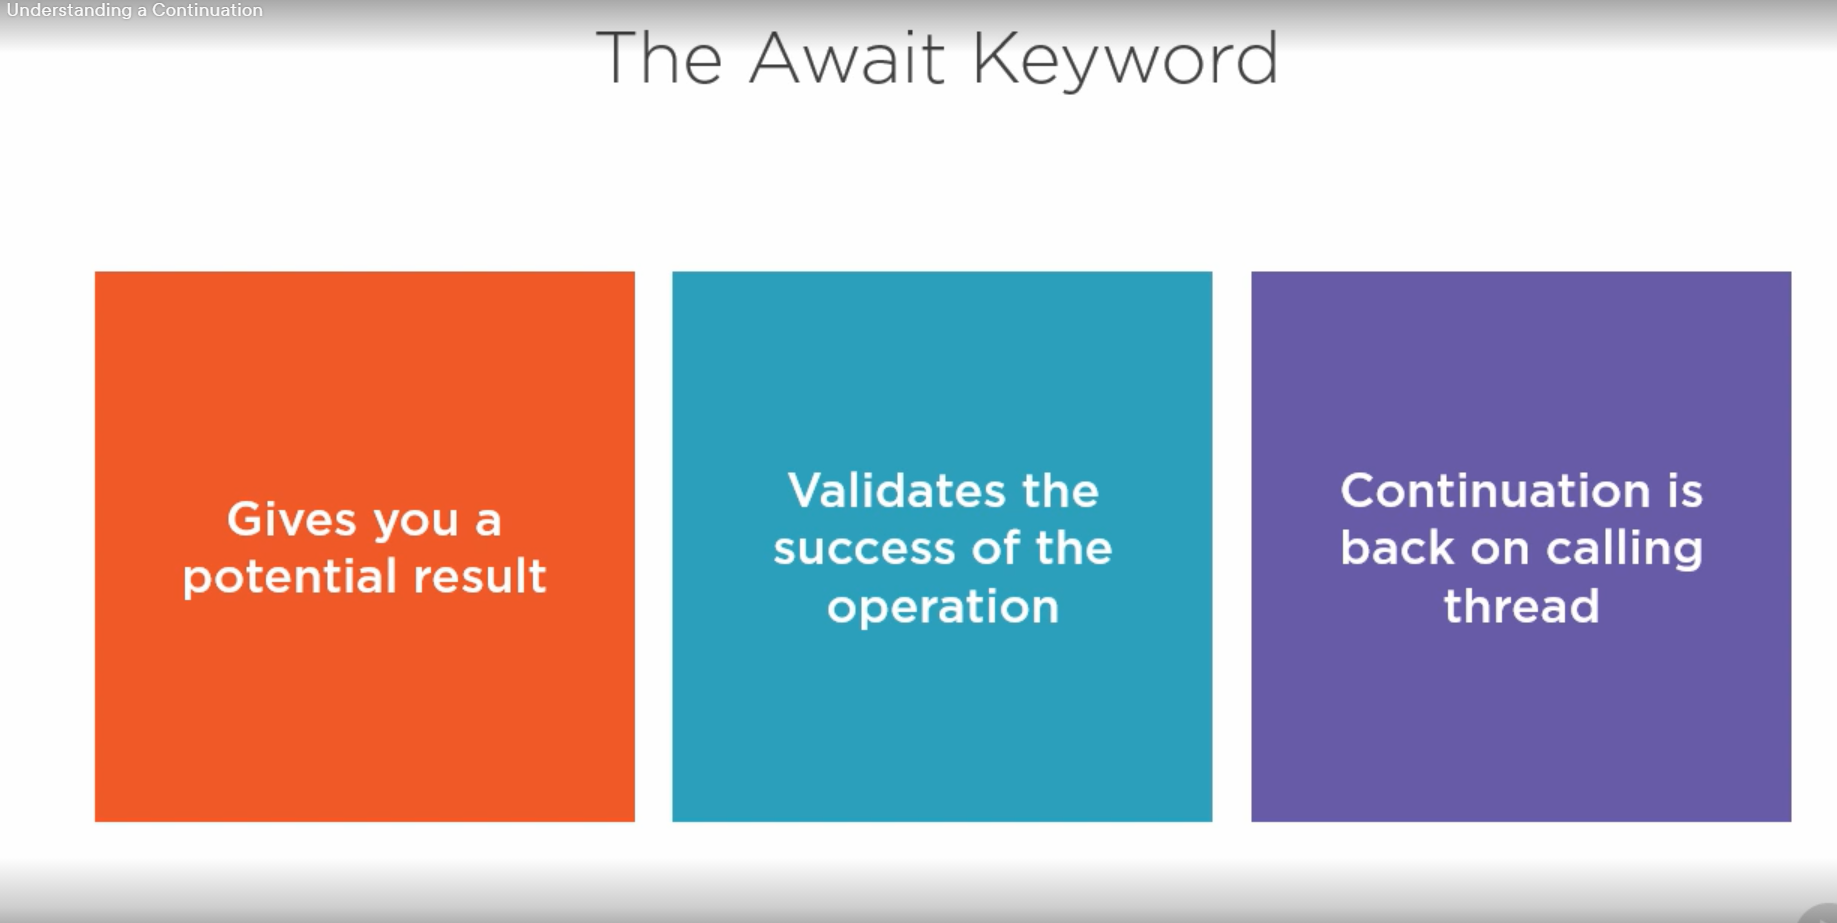 Understanding a Continuation
The Await Keyword
Gives you a
potential result
Validates the
success of the
operation
Continuation is
back on calling
thread